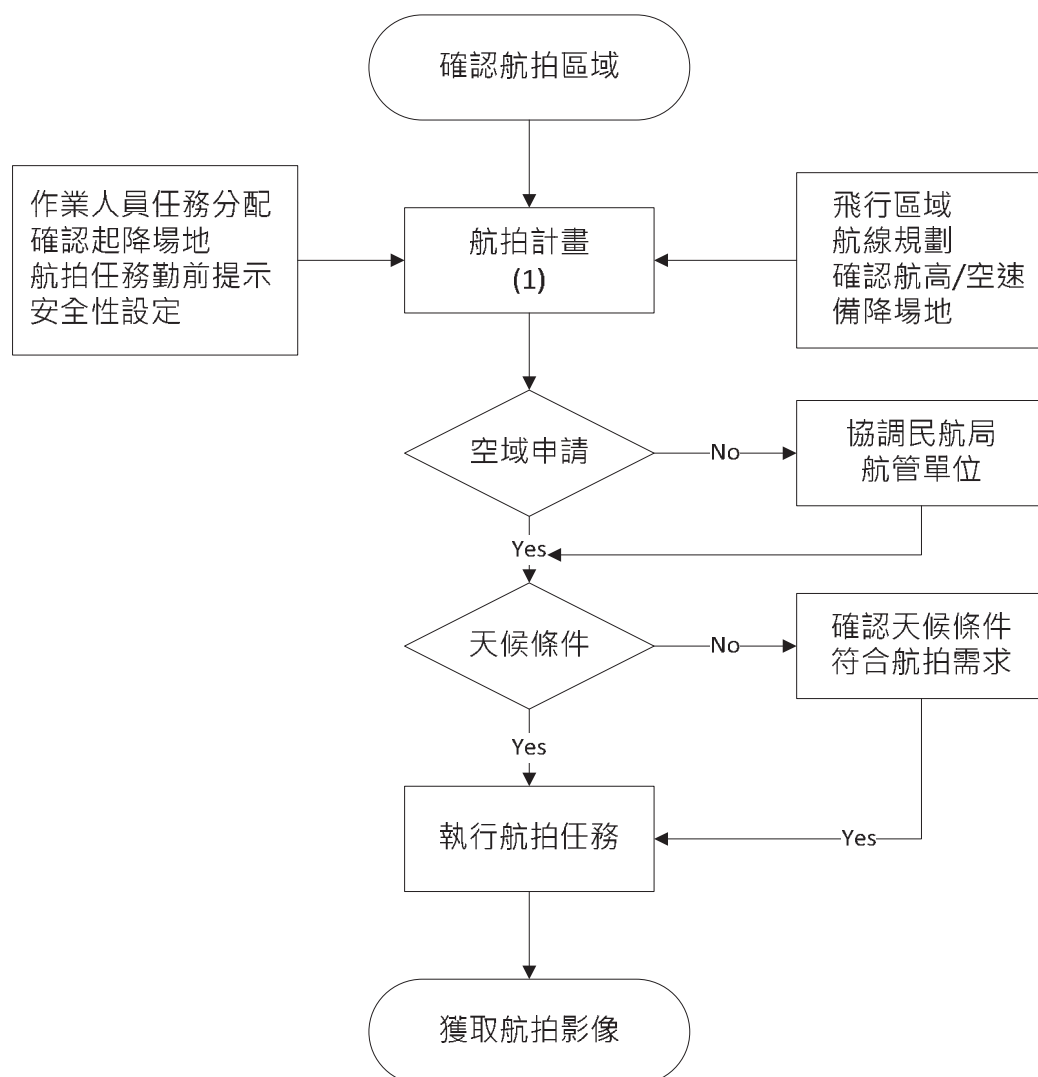 確認航拍區域
作業人員任務分配
確認起降場地
航拍任務勤前提示
安全性設定
航拍計畫
(1)
飛行區域
航線規劃
確認航高/空速
備降場地
空域申請
No
協調民航局
航管單位
Yes
天候條件
No
確認天候條件
符合航拍需求
Yes
執行航拍任務
Yes
獲取航拍影像